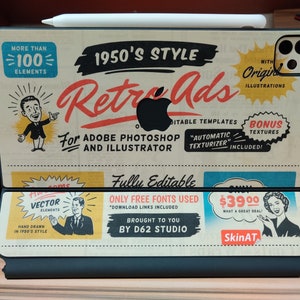 MORE THAN
100
ELEMENTS
1950'S STYLE
Retro Ads
WITH
Original
ILLUSTRATIONS
EDITABLE TEMPLATES
For ADOBE PHOTOSHOP
AND ILLUSTRATOR
"AUTOMATIC
TEXTURIZER"
INCLUDED!
BONUS
TEXTURES
Fully Editable
VECTOR
ELEMENTS
HAND DRAWN
IN 1950'S STYLE
ONLY FREE FONTS USED
*DOWNLOAD LINKS INCLUDED
BROUGHT TO YOU
BY D62 STUDIO
$39.00
WHAT A GREAT DEAL!
SkinAT